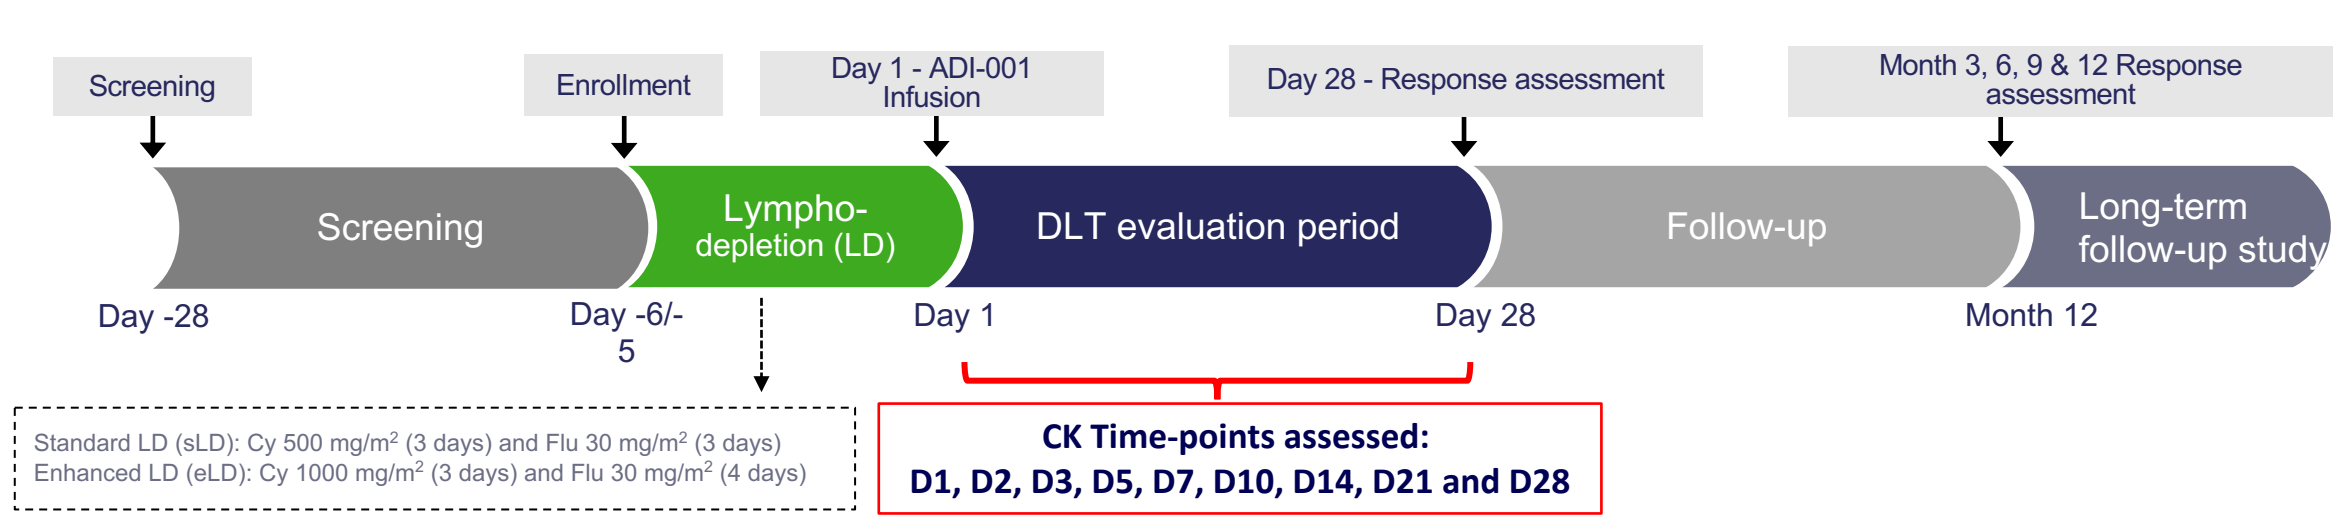 Screening
Enrollment
Day 1 - ADI-001
Infusion
Day 28 - Response assessment
Month 3, 6, 9 & 12 Response
assessment
Screening
Lympho-
depletion (LD)
DLT evaluation period
Follow-up
Long-term
follow-up study
Day -28
Day -6/-
5
Day 1
Day 28
Month 12
Standard LD (sLD): Cy 500 mg/m² (3 days) and Flu 30 mg/m² (3 days)
Enhanced LD (eLD): Cy 1000 mg/m² (3 days) and Flu 30 mg/m² (4 days)
CK Time-points assessed:
D1, D2, D3, D5, D7, D10, D14, D21 and D28